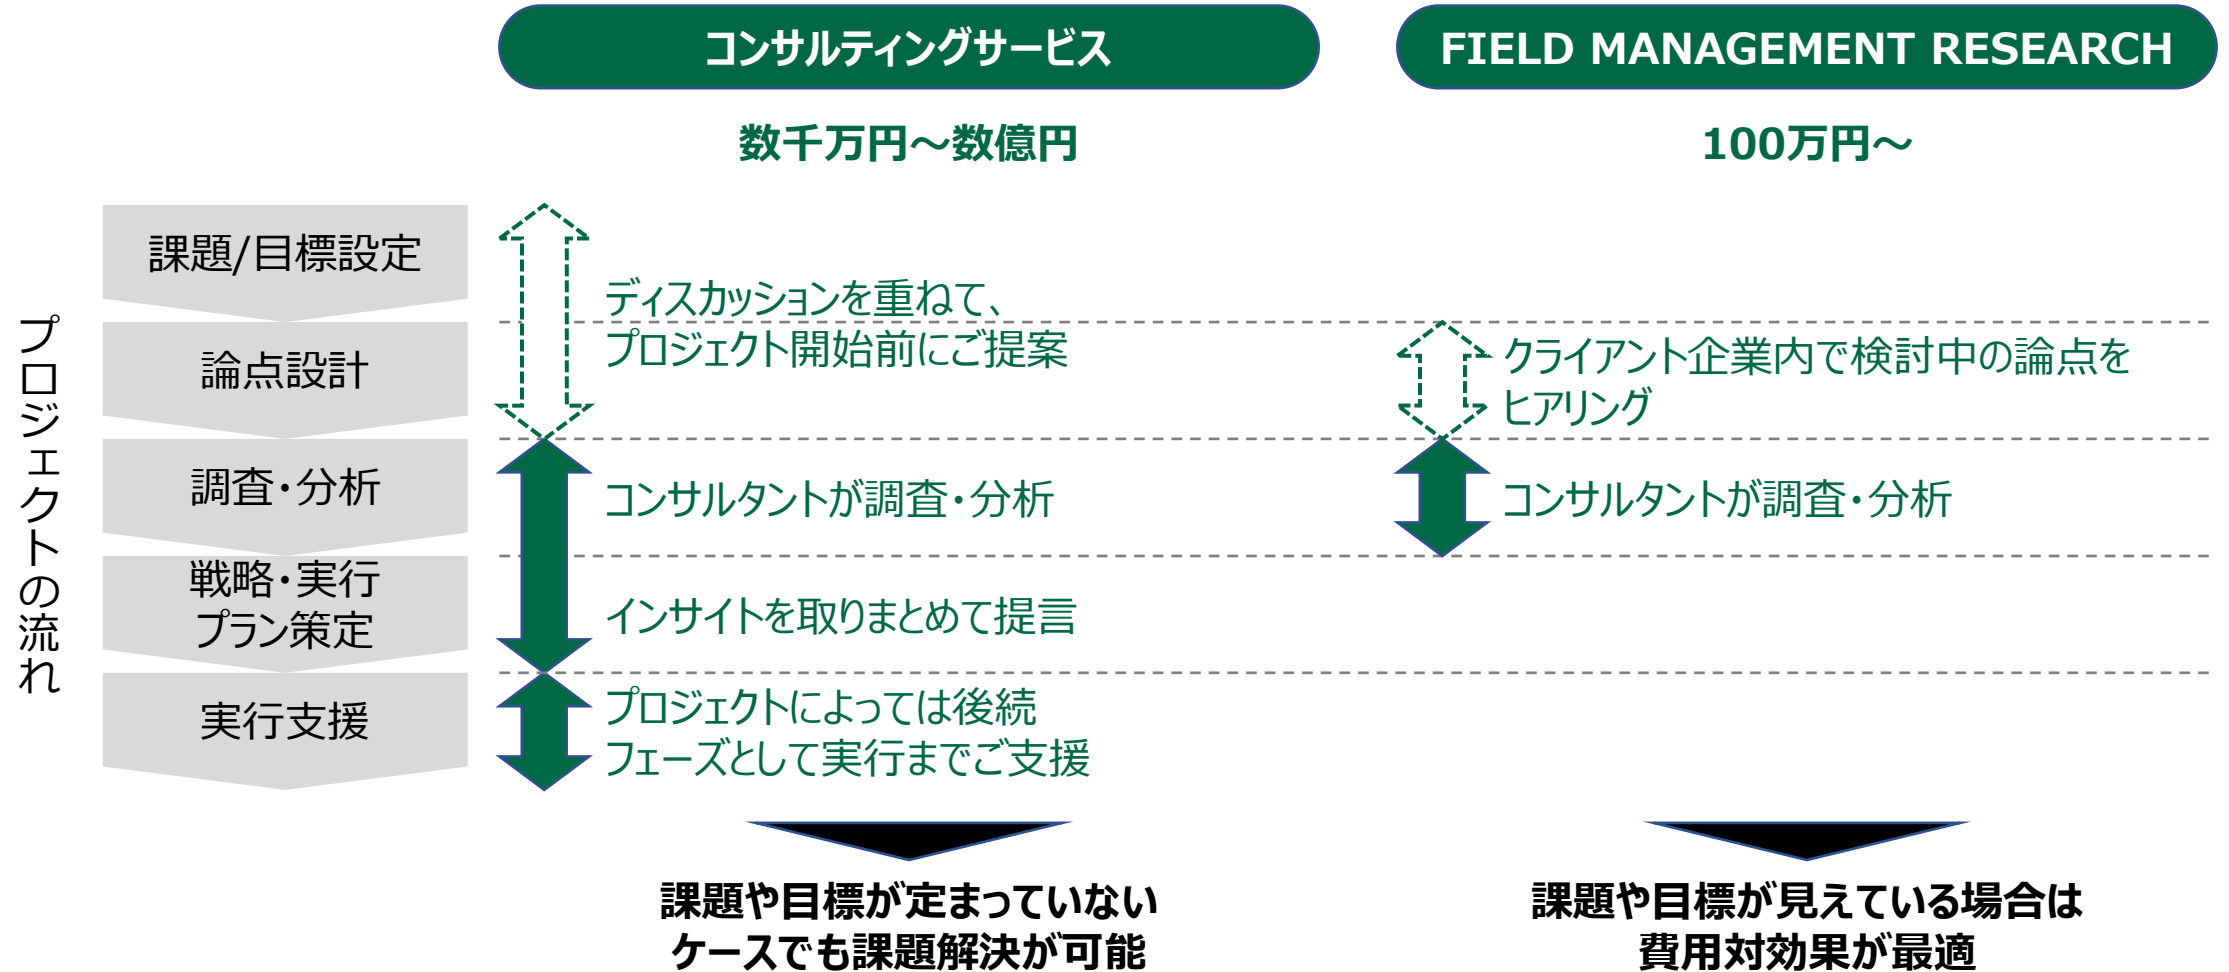 コンサルティングサービス
FIELD MANAGEMENT RESEARCH
数千万円～数億円
100万円～
プロジェクトの流れ
課題/目標設定
論点設計
調査・分析
戦略・実行
プラン策定
実行支援
ディスカッションを重ねて、
プロジェクト開始前にご提案
コンサルタントが調査・分析
インサイトを取りまとめて提言
プロジェクトによっては後続
フェーズとして実行までご支援
クライアント企業内で検討中の論点を
ヒアリング
コンサルタントが調査・分析
課題や目標が定まっていない
ケースでも課題解決が可能
課題や目標が見えている場合は
費用対効果が最適